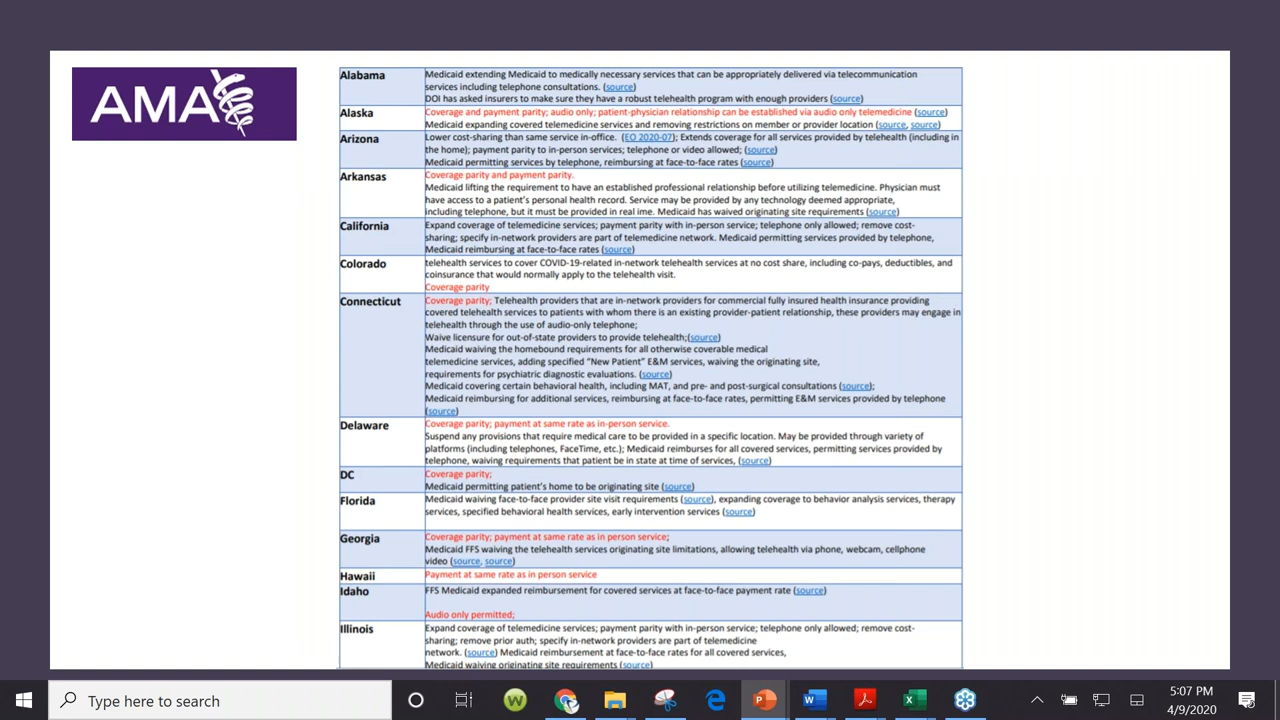 AMA
Alabama
Medicaid extending Medicaid to medically necessary services that can be appropriately delivered via telecommunication
services including telephone consultations. (source)
DOI has asked insurers to make sure they have a robust telehealth program with enough providers (source)
Alaska
Coverage and payment parity; audio only; patient-physician relationship can be established via audio only telemedicine (source)
Medicaid expanding covered telemedicine services and removing restrictions on member or provider location (source, source)
Arizona
Lower cost-sharing than same service in-office. (EO 2020-07); Extends coverage for all services provided by telehealth (including in
the home); payment parity to in-person services; telephone or video allowed; (source)
Medicaid permitting services by telephone, reimbursing at face-to-face rates (source)
Arkansas
Coverage parity and payment parity.
Medicaid lifting the requirement to have an established professional relationship before utilizing telemedicine. Physician must
have access to a patient's personal health record. Service may be provided by any technology deemed appropriate,
including telephone, but it must be provided in real ime. Medicaid has waived originating site requirements (source)
California
Expand coverage of telemedicine services; payment parity with in-person service; telephone only allowed; remove cost-
sharing; specify in-network providers are part of telemedicine network. Medicaid permitting services provided by telephone,
Medicaid reimbursing at face-to-face rates (source)
Colorado
telehealth services to cover COVID-19-related in-network telehealth services at no cost share, including co-pays, deductibles, and
coinsurance that would normally apply to the telehealth visit.
Coverage parity
Connecticut
Coverage parity; Telehealth providers that are in-network providers for commercial fully insured health insurance providing
covered telehealth services to patients with whom there is an existing provider-patient relationship, these providers may engage in
telehealth through the use of audio-only telephone;
Waive licensure for out-of-state providers to provide telehealth;(source)
Medicaid waiving the homebound requirements for all otherwise coverable medical
telemedicine services, adding specified "New Patient" E&M services, waiving the originating site,
requirements for psychiatric diagnostic evaluations. (source)
Medicaid covering certain behavioral health, including MAT, and pre- and post-surgical consultations (source);
Medicaid reimbursing for additional services, reimbursing at face-to-face rates, permitting E&M services provided by telephone
(source)
Delaware
Coverage parity; payment at same rate as in-person service.
Suspend any provisions that require medical care to be provided in a specific location. May be provided through variety of
platforms (including telephones, FaceTime, etc.); Medicaid reimburses for all covered services, permitting services provided by
telephone, waiving requirements that patient be in state at time of services, (source)
DC
Coverage parity;
Medicaid permitting patient's home to be originating site (source)
Florida
Medicaid waiving face-to-face provider site visit requirements (source), expanding coverage to behavior analysis services, therapy
services, specified behavioral health services, early intervention services (source)
Georgia
Coverage parity; payment at same rate as in person service;
Medicaid FFS waiving the telehealth services originating site limitations, allowing telehealth via phone, webcam, cellphone
video (source, source)
Hawaii
Payment at same rate as in person service
Idaho
FFS Medicaid expanded reimbursement for covered services at face-to-face payment rate (source)
Audio only permitted;
Illinois
Expand coverage of telemedicine services; payment parity with in-person service; telephone only allowed; remove cost-
sharing; remove prior auth; specify in-network providers are part of telemedicine
network. (source) Medicaid reimbursement at face-to-face rates for all covered services,
Medicaid waiving originating site requirements (source)
Type here to search
5:07 PM
4/9/2020